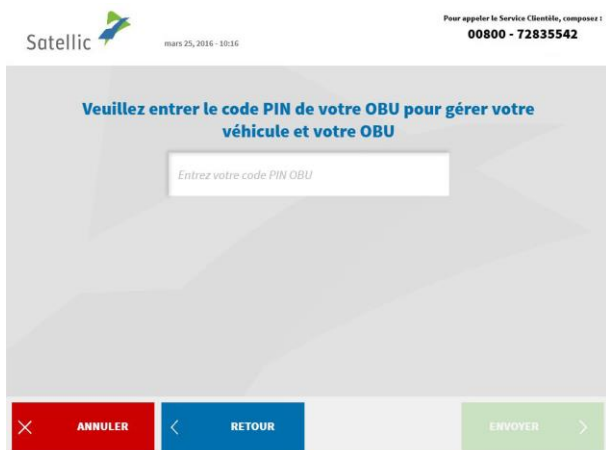 Satellic
mars 25, 2016 - 10:16
Pour appeler le Service Clientèle, composez :
00800 - 72835542
Veuillez entrer le code PIN de votre OBU pour gérer votre
véhicule et votre OBU
Entrez votre code PIN OBU
ANNULER
RETOUR
ENVOYER